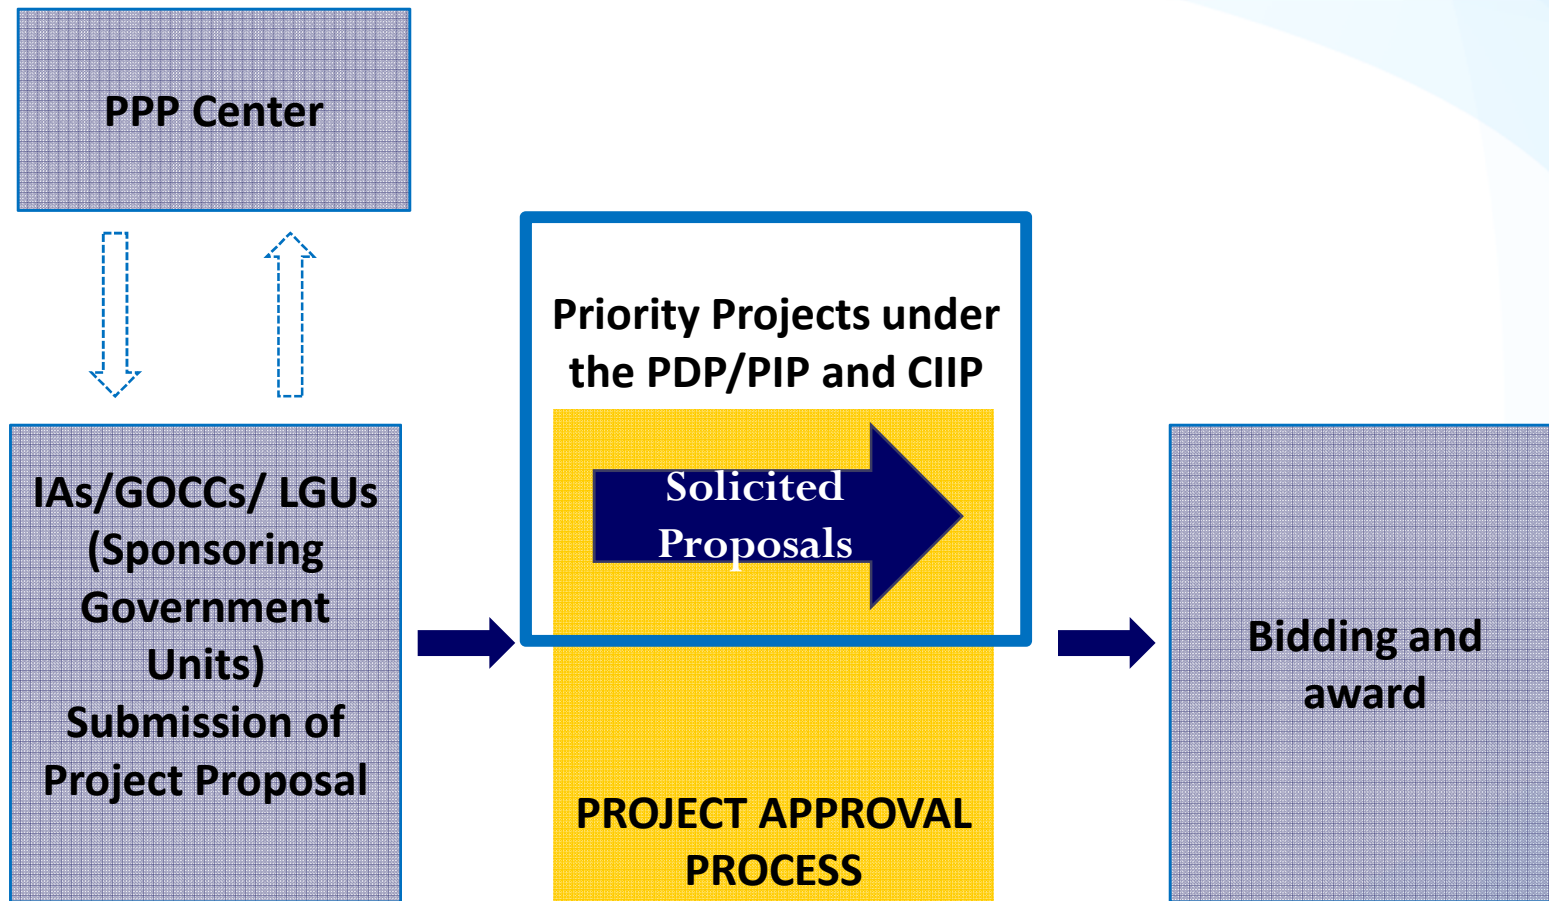 PPP Center
IAs/GOCCs/ LGUs
(Sponsoring
Government
Units)
Submission of
Project Proposal
Priority Projects under
the PDP/PIP and CIIP
Solicited
Proposals
PROJECT APPROVAL
PROCESS
Bidding and
award